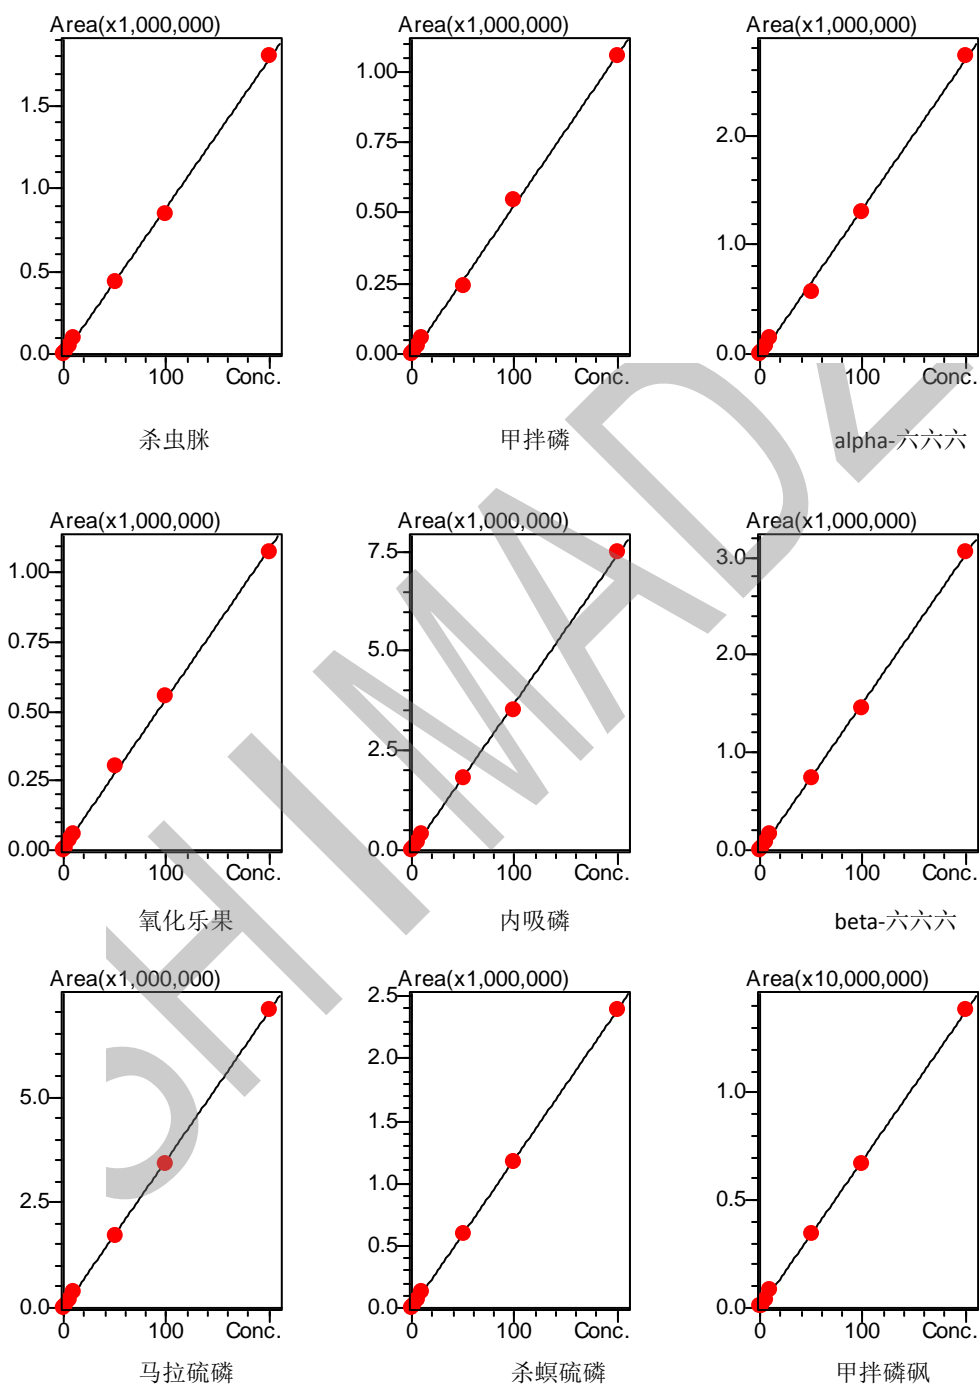 Area(x1,000,000) Area(x1,000,000) Area(x1,000,000)
1.5 1.00 2.0
1.0 0.75 1.0
0.5 0.50 0.0
0.0 0.25
0.00
0 100 Conc. 0 100 Conc. 0 100 Conc.
杀虫脒 甲拌磷 alpha-六六六
Area(x1,000,000) Area(x1,000,000) Area(x1,000,000)
1.00 7.5 3.0
0.75 5.0 2.0
0.50 2.5 1.0
0.25 0.0 0.0
0.00
0 100 Conc. 0 100 Conc. 0 100 Conc.
氧化乐果 内吸磷 beta-六六六
Area(x1,000,000) Area(x1,000,000) Area(x10,000,000)
5.0 2.5 1.0
2.5 2.0 0.5
0.0 1.5 0.0
1.0
0.5
0.0
0 100 Conc. 0 100 Conc. 0 100 Conc.
马拉硫磷 杀螟硫磷 甲拌磷砜
SHIMADZ